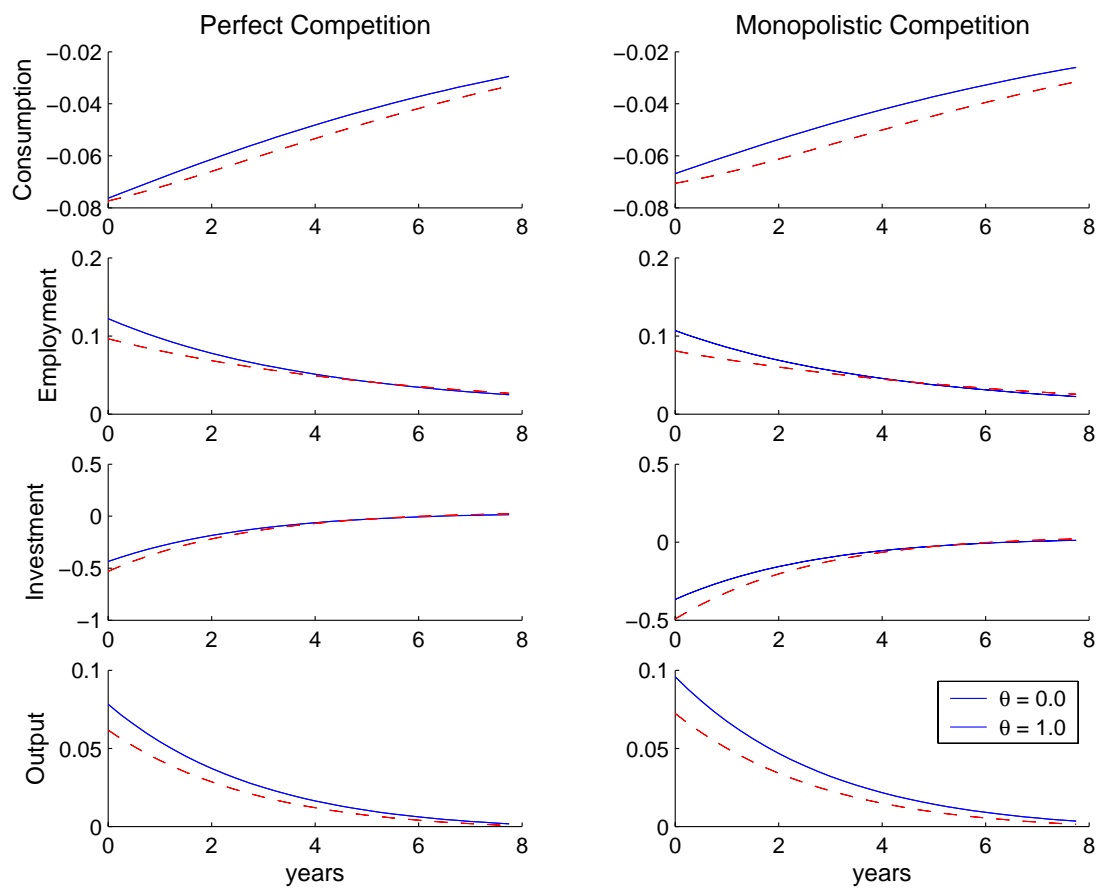 Perfect Competition
Monopolistic Competition
Consumption
−0.02
−0.04
−0.06
−0.08
0 2 4 6 8
−0.02
−0.04
−0.06
−0.08
0 2 4 6 8
Employment
0.2
0.1
0
0 2 4 6 8
0.2
0.1
0
0 2 4 6 8
Investment
0.5
0
−0.5
−1
0 2 4 6 8
0.5
0
−0.5
0 2 4 6 8
Output
0.1
0.05
0
0 2 4 6 8
years
0.1
0.05
0
0 2 4 6 8
years
θ = 0.0
θ = 1.0